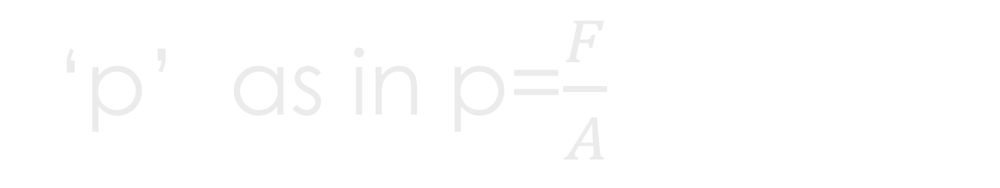 ‘p’ as in p=F/A